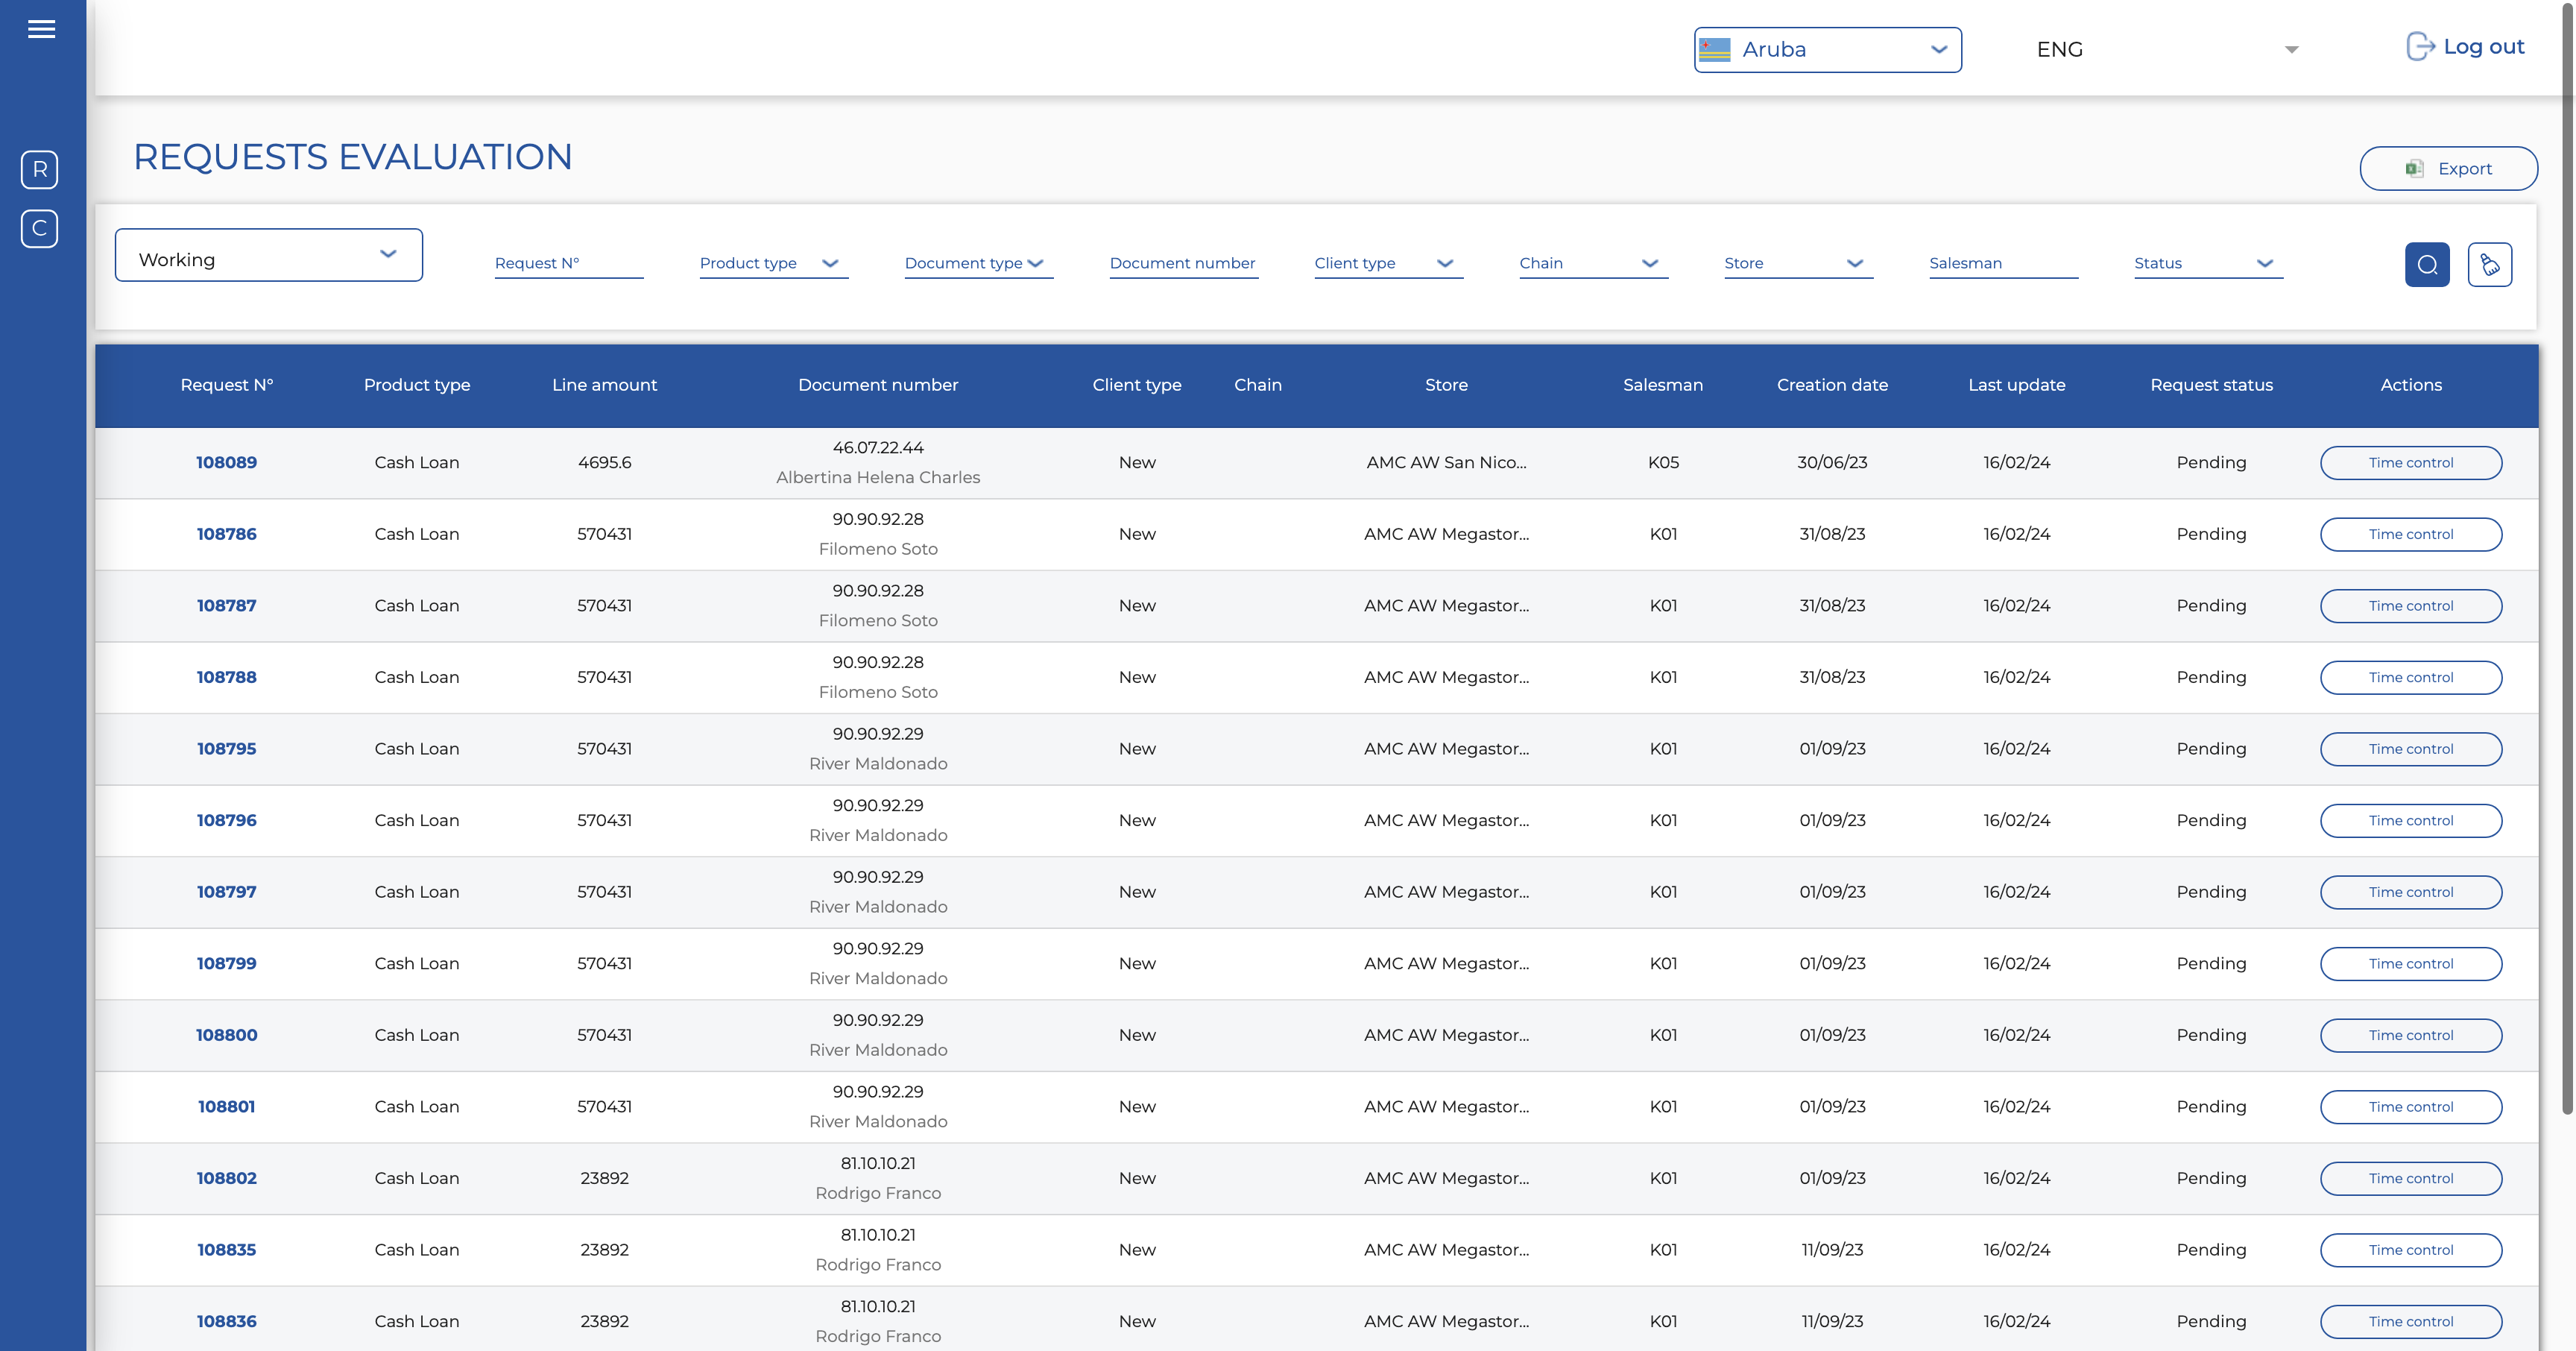 Aruba ENG Log out
R
C
REQUESTS EVALUATION
Export
Working Request N° Product type Document type Document number Client type Chain Store Salesman Status
Request N° Product type Line amount Document number Client type Chain Store Salesman Creation date Last update Request status Actions
108089 Cash Loan 4695.6 46.07.22.44 New AMC AW San Nico... K05 30/06/23 16/02/24 Pending Time control
Albertina Helena Charles
108786 Cash Loan 570431 90.90.92.28 New AMC AW Megastor... K01 31/08/23 16/02/24 Pending Time control
Filomeno Soto
108787 Cash Loan 570431 90.90.92.28 New AMC AW Megastor... K01 31/08/23 16/02/24 Pending Time control
Filomeno Soto
108788 Cash Loan 570431 90.90.92.28 New AMC AW Megastor... K01 31/08/23 16/02/24 Pending Time control
Filomeno Soto
108795 Cash Loan 570431 90.90.92.29 New AMC AW Megastor... K01 01/09/23 16/02/24 Pending Time control
River Maldonado
108796 Cash Loan 570431 90.90.92.29 New AMC AW Megastor... K01 01/09/23 16/02/24 Pending Time control
River Maldonado
108797 Cash Loan 570431 90.90.92.29 New AMC AW Megastor... K01 01/09/23 16/02/24 Pending Time control
River Maldonado
108799 Cash Loan 570431 90.90.92.29 New AMC AW Megastor... K01 01/09/23 16/02/24 Pending Time control
River Maldonado
108800 Cash Loan 570431 90.90.92.29 New AMC AW Megastor... K01 01/09/23 16/02/24 Pending Time control
River Maldonado
108801 Cash Loan 570431 90.90.92.29 New AMC AW Megastor... K01 01/09/23 16/02/24 Pending Time control
River Maldonado
108802 Cash Loan 23892 81.10.10.21 New AMC AW Megastor... K01 01/09/23 16/02/24 Pending Time control
Rodrigo Franco
108835 Cash Loan 23892 81.10.10.21 New AMC AW Megastor... K01 11/09/23 16/02/24 Pending Time control
Rodrigo Franco
108836 Cash Loan 23892 81.10.10.21 New AMC AW Megastor... K01 11/09/23 16/02/24 Pending Time control
Rodrigo Franco